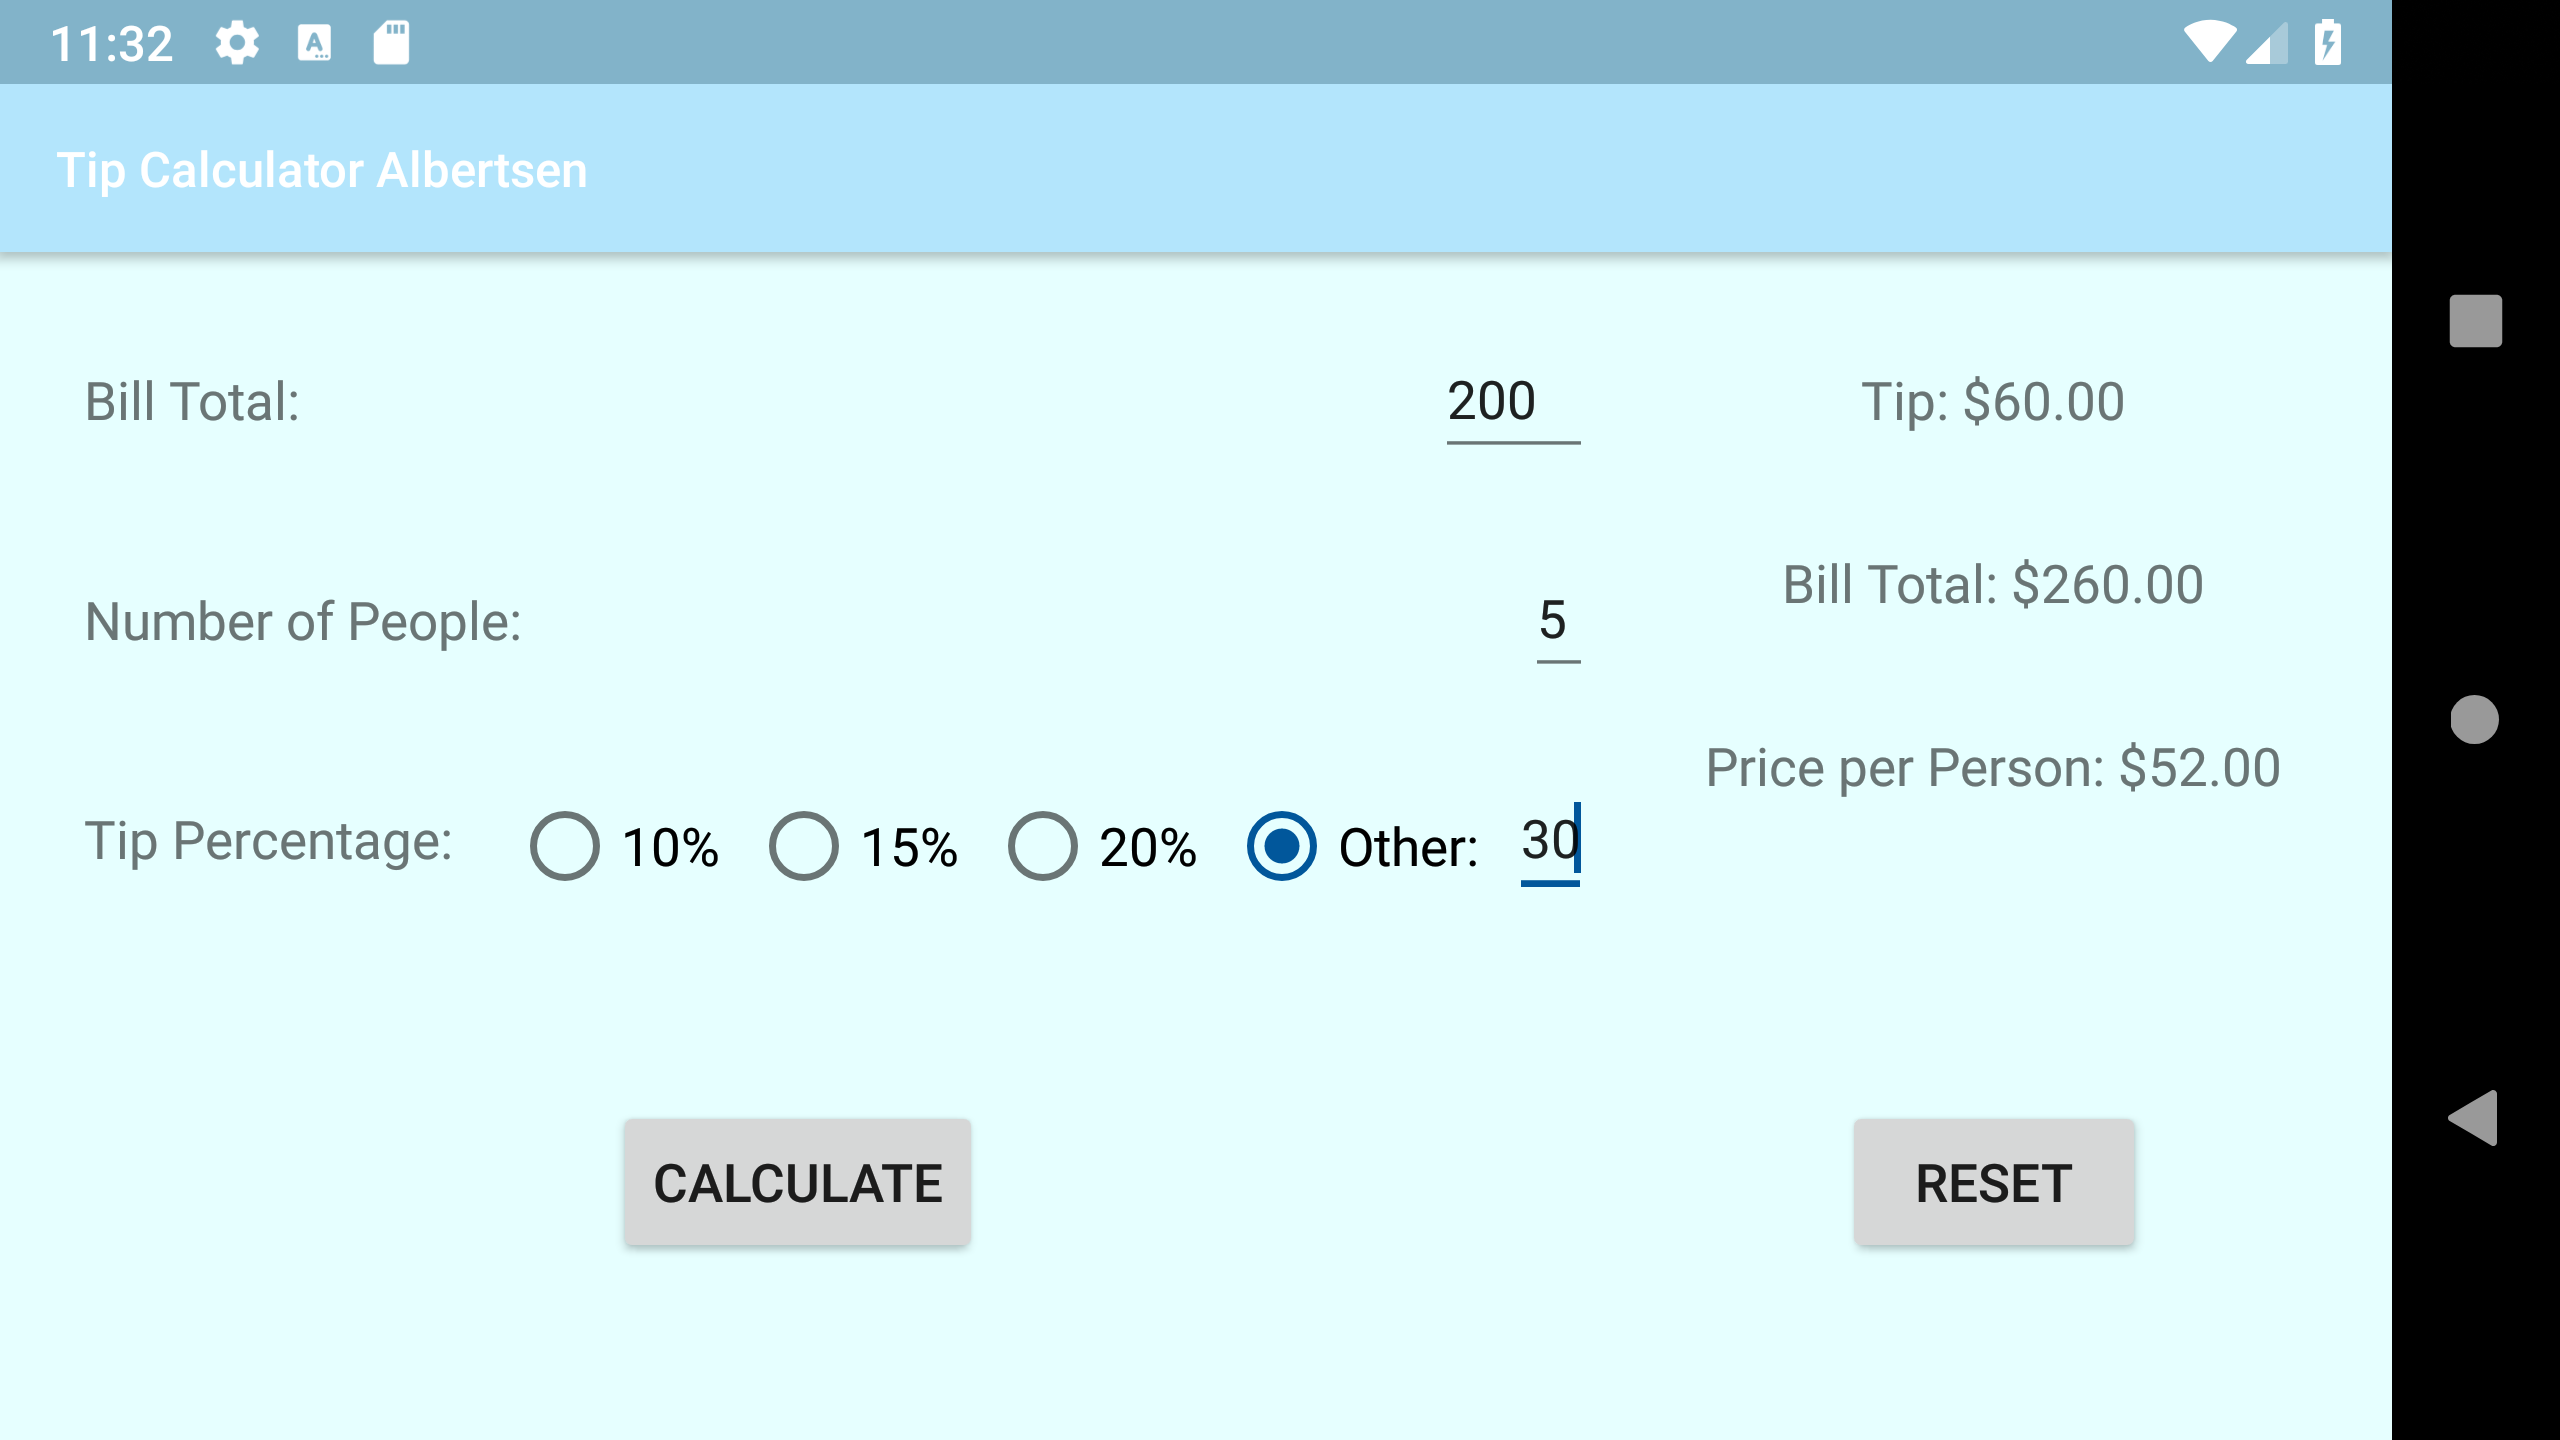 11:32
Tip Calculator Albertsen
Bill Total: 200 Tip: $60.00
Bill Total: $260.00
Number of People: 5
Price per Person: $52.00
Tip Percentage: 10% 15% 20% Other: 30
CALCULATE RESET